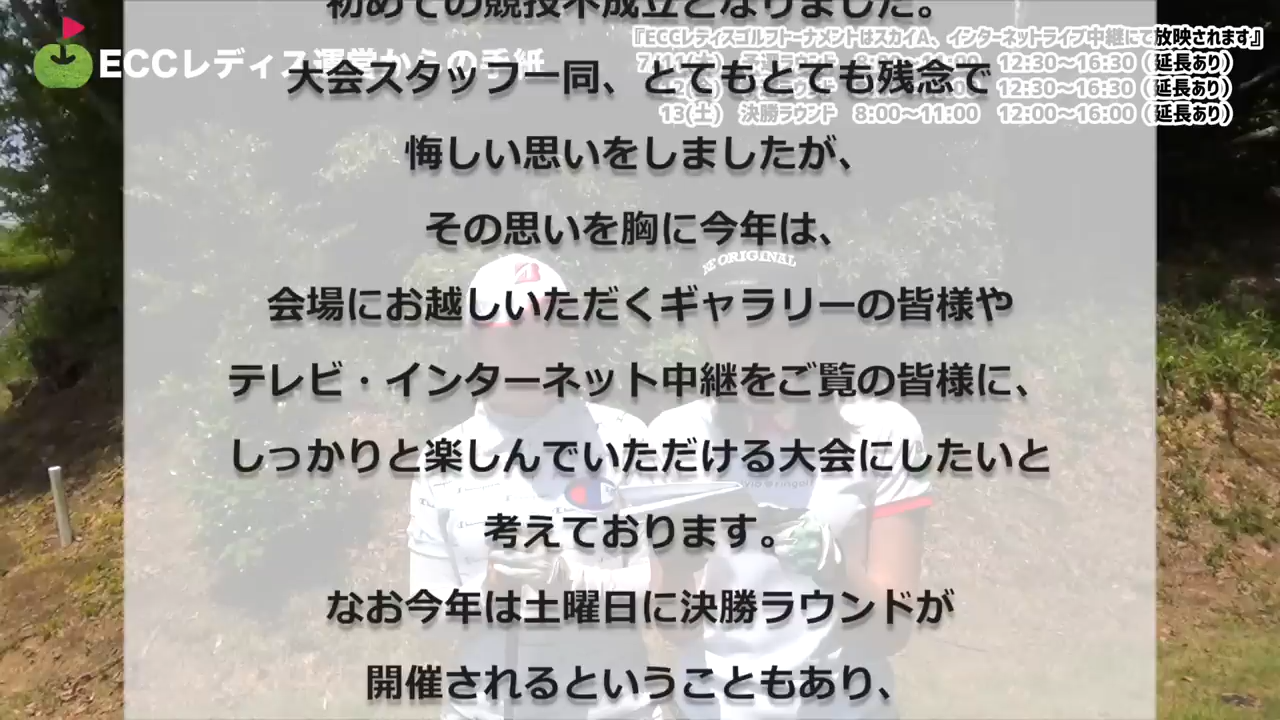 初めての競技不成立となりました。
ECCレディス運営からの手紙
『ECCレディスゴルフトーナメントはスカイA、インターネットライブ中継にて放映されます』
12:30〜16:30（延長あり）
12:30〜16:30（延長あり）
13(土) 決勝ラウンド 8:00〜11:00 12:00〜16:00（延長あり）
大会スタッフ一同、とてもとても残念で
悔しい思いをしましたが、
その思いを胸に今年は、
ORIGINAL
会場にお越しいただくギャラリーの皆様や
テレビ・インターネット中継をご覧の皆様に、
しっかりと楽しんでいただける大会にしたいと
考えております。
なお今年は土曜日に決勝ラウンドが
開催されるということもあり、